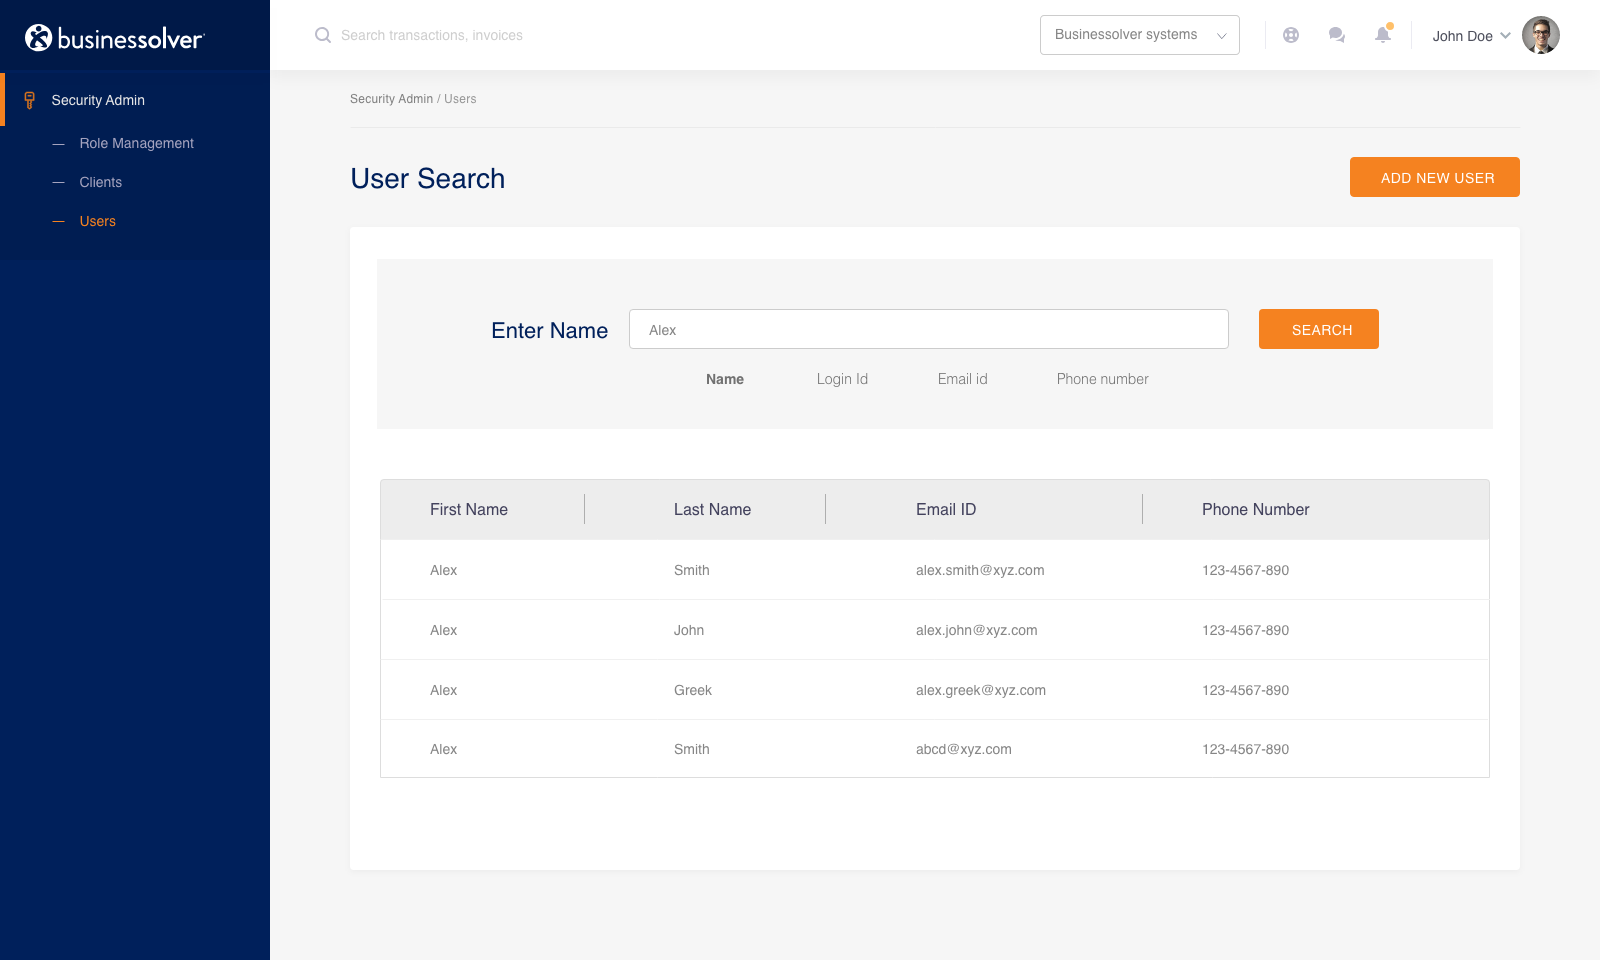 businessolver
Search transactions, invoices
Businessolver systems
John Doe
Security Admin
Role Management
Clients
Users
Security Admin / Users
User Search
ADD NEW USER
Enter Name
Alex
SEARCH
Name Login Id Email id Phone number
First Name Last Name Email ID Phone Number
Alex Smith alex.smith@xyz.com 123-4567-890
Alex John alex.john@xyz.com 123-4567-890
Alex Greek alex.greek@xyz.com 123-4567-890
Alex Smith abcd@xyz.com 123-4567-890